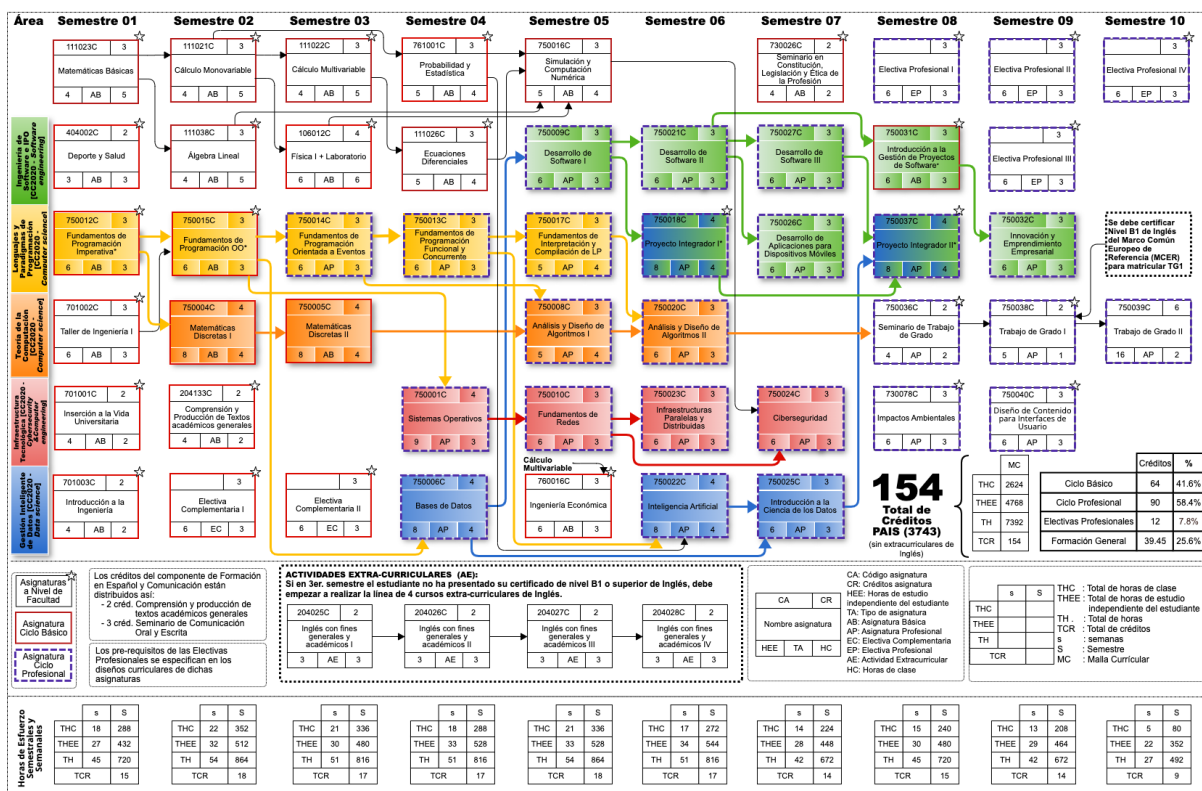 Área Semestre 01 Semestre 02 Semestre 03 Semestre 04 Semestre 05 Semestre 06 Semestre 07 Semestre 08 Semestre 09 Semestre 10
111023C 3
Matemáticas Básicas
4 AB 5
111021C 3
Cálculo Monovariable
4 AB 5
111022C 3
Cálculo Multivariable
4 AB 5
761001C 3
Probabilidad y
Estadística
5 AB 4
750016C 3
Simulación y
Computación
Numérica
5 AB 4
730026C 2
Seminario en
Constitución,
Legislación y Ética de
la Profesión
4 AB 2
3
Electiva Profesional I
6 EP 3
3
Electiva Profesional II
6 EP 3
3
Electiva Profesional IV
6 EP 3
Ingeniería de
Software e IPO
[CC2020- Software
engineering]
404002C 2
Deporte y Salud
3 AB 3
111038C 3
Álgebra Lineal
4 AB 5
106012C 4
Física I + Laboratorio
6 AB 6
111026C 3
Ecuaciones
Diferenciales
5 AB 4
750009C 3
Desarrollo de
Software I
6 AP 3
750021C 3
Desarrollo de
Software II
6 AP 3
750027C 3
Desarrollo de
Software III
6 AP 3
750031C 3
Introducción a la
Gestión de Proyectos
de Software*
6 AB 3
3
Electiva Profesional III
6 EP 3
Lenguajes y
Paradigmas de
Programación
[CC2020 -
Computer science]
750012C 3
Fundamentos de
Programación
Imperativa*
6 AB 3
750015C 3
Fundamentos de
Programación OO*
6 AB 3
750014C 3
Fundamentos de
Programación
Orientada a Eventos
6 AB 3
750013C 3
Fundamentos de
Programación
Funcional y
Concurrente
6 AP 3
750017C 3
Fundamentos de
Interpretación y
Compilación de LP
6 AP 3
750018C 4
Proyecto Integrador I*
8 AP 4
750026C 3
Desarrollo de
Aplicaciones para
Dispositivos Móviles
6 AP 3
750037C 4
Proyecto Integrador II*
8 AP 4
750032C 3
Innovación y
Emprendimiento
Empresarial
6 AP 3
Se debe certificar
Nivel B1 de Inglés
del Marco Común
Europeo de
Referencia (MCER)
para matricular TG1
Teoría de la
Computación
[CC2020 -
Computer science]
701002C 3
Taller de Ingeniería I
6 AB 3
750004C 4
Matemáticas
Discretas I
8 AB 4
750005C 4
Matemáticas
Discretas II
8 AB 4
750008C 3
Análisis y Diseño de
Algoritmos I
5 AP 4
750020C 3
Análisis y Diseño de
Algoritmos II
6 AP 3
750036C 2
Seminario de Trabajo
de Grado
4 AP 2
750038C 2
Trabajo de Grado I
5 AP 1
750039C 6
Trabajo de Grado II
16 AP 2
Infraestructura
Tecnológica [CC2020 -
Cybersecurity
&Computer
engineering]
701001C 2
Inserción a la Vida
Universitaria
4 AB 2
204133C 2
Comprensión y
Producción de Textos
académicos generales
4 AB 2
750001C 4
Sistemas Operativos
9 AP 3
750010C 3
Fundamentos de
Redes
6 AP 3
750023C 3
Infraestructuras
Paralelas y
Distribuidas
6 AP 3
750024C 3
Ciberseguridad
6 AP 3
730078C 3
Impactos Ambientales
6 AP 3
750040C 3
Diseño de Contenido
para Interfaces de
Usuario
6 AP 3
Gestión Inteligente
de Datos [CC2020 -
Data science]
701003C 2
Introducción a la
Ingeniería
4 AB 2
3
Electiva
Complementaria I
6 EC 3
3
Electiva
Complementaria II
6 EC 3
750006C 4
Bases de Datos
8 AP 4
Cálculo
Multivariable
760016C 3
Ingeniería Económica
6 AB 3
750022C 4
Inteligencia Artificial
8 AP 4
750025C 3
Introducción a la
Ciencia de los Datos
6 AP 3
154
Total de
Créditos
PAIS (3743)
(sin extracurriculares de
Inglés)
MC
THC 2624
THEE 4768
TH 7392
TCR 154
Créditos %
Ciclo Básico 64 41.6%
Ciclo Profesional 90 58.4%
Electivas Profesionales 12 7.8%
Formación General 39.45 25.6%
Asignaturas
a Nivel de
Facultad
Asignatura
Ciclo Básico
Asignatura
Ciclo
Profesional
Los créditos del componente de Formación
en Español y Comunicación están
distribuidos así:
- 2 créd. Comprensión y producción de
textos académicos generales
- 3 créd. Seminario de Comunicación
Oral y Escrita
Los pre-requisitos de las Electivas
Profesionales se especifican en los
diseños curriculares de dichas
asignaturas
ACTIVIDADES EXTRA-CURRICULARES (AE):
Si en 3er. semestre el estudiante no ha presentado su certificado de nivel B1 o superior de Inglés, debe
empezar a realizar la línea de 4 cursos extra-curriculares de Inglés.
204025C 2
Inglés con fines
generales y
académicos I
3 AE 3
204026C 2
Inglés con fines
generales y
académicos II
3 AE 3
204027C 2
Inglés con fines
generales y
académicos III
3 AE 3
204028C 2
Inglés con fines
generales y
académicos IV
3 AE 3
CA CR
Nombre asignatura
HEE TA HC
CA: Código asignatura
CR: Créditos asignatura
HEE: Horas de estudio
independiente del estudiante
TA: Tipo de asignatura
AB: Asignatura Básica
AP: Asignatura Profesional
EC: Electiva Complementaria
EP: Electiva Profesional
AE: Actividad Extracurricular
HC: Horas de clase
s S
THC
THEE
TH
TCR
THC : Total de horas de clase
THEE : Total de horas de estudio
independiente del estudiante
TH . : Total de horas
TCR : Total de créditos
s : semanas
S : Semestre
MC : Malla Currícular
Horas de Esfuerzo
Semestrales y
Semanales
s S s S s S s S s S s S s S s S s S s S
THC 18 288 THC 22 352 THC 21 336 THC 18 288 THC 21 336 THC 17 272 THC 14 224 THC 15 240 THC 13 208 THC 5 80
THEE 27 432 THEE 32 512 THEE 30 480 THEE 33 528 THEE 33 528 THEE 34 544 THEE 28 448 THEE 30 480 THEE 29 464 THEE 22 352
TH 45 720 TH 54 864 TH 51 816 TH 51 816 TH 54 864 TH 51 816 TH 42 672 TH 45 720 TH 42 672 TH 27 492
TCR 15 TCR 18 TCR 17 TCR 17 TCR 18 TCR 17 TCR 14 TCR 15 TCR 14 TCR 9